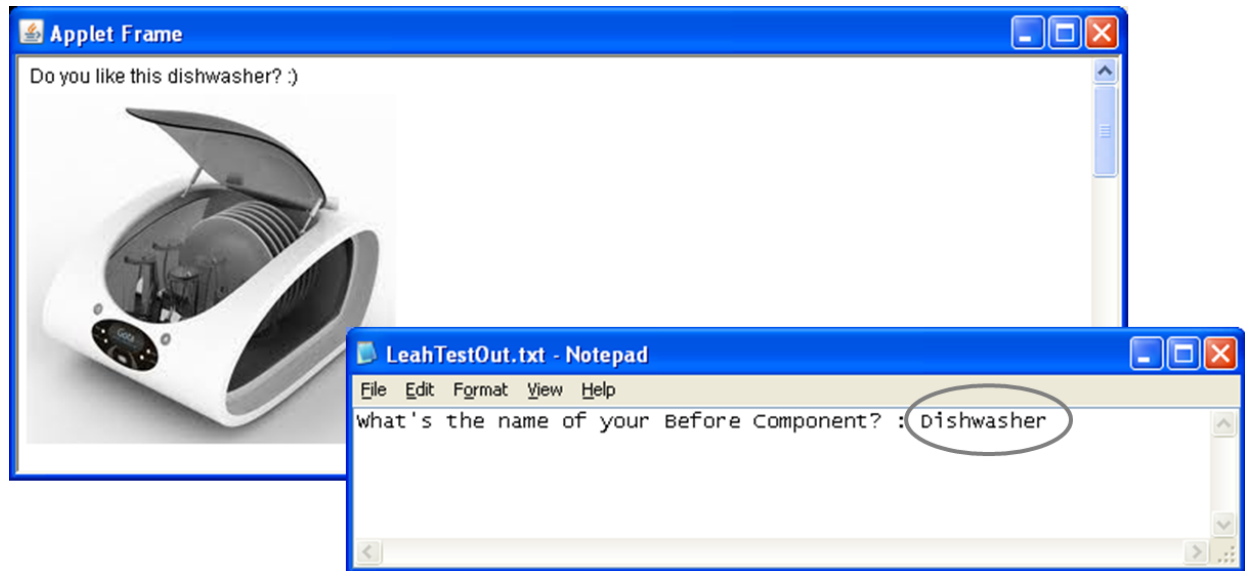 Applet Frame
Do you like this dishwasher? :)
LeahTestOut.txt - Notepad
File Edit Format View Help
What's the name of your Before Component? : Dishwasher